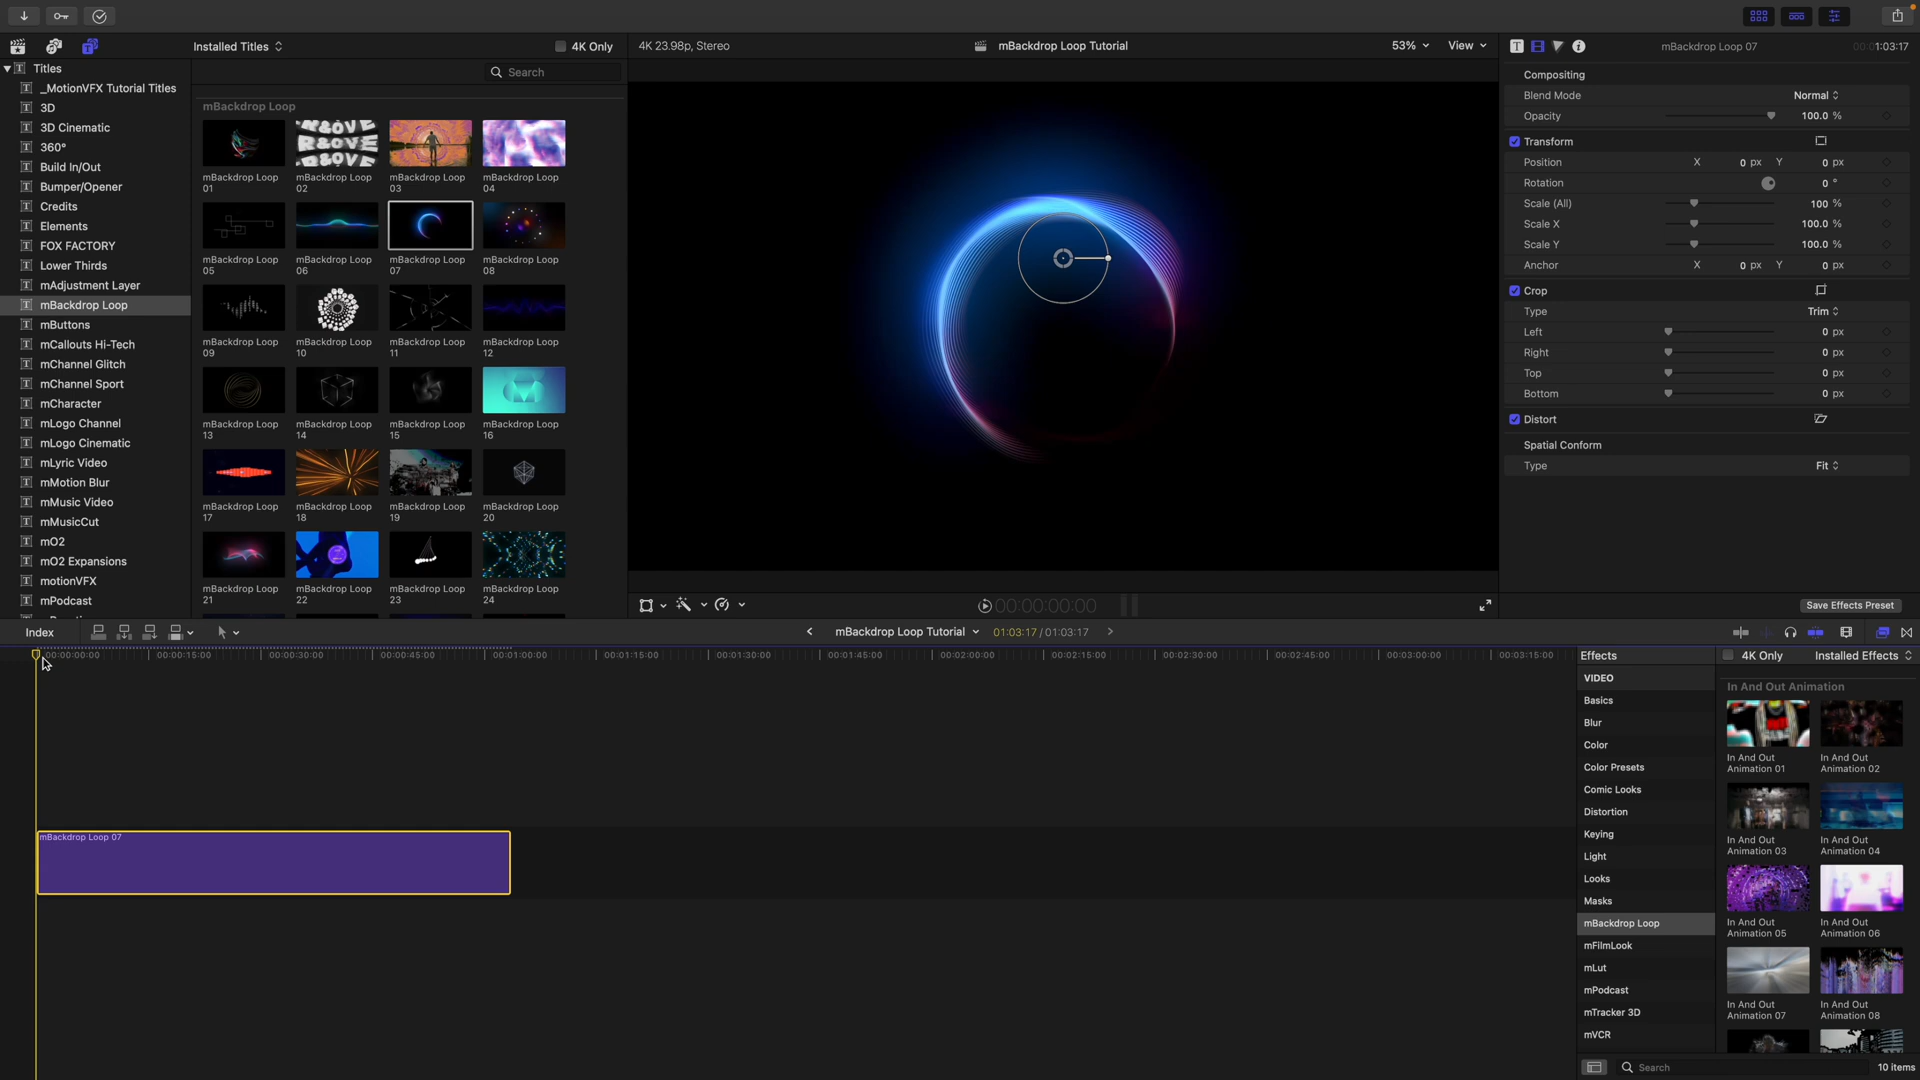 Installed Titles
4K Only
4K 23.98p, Stereo
mBackdrop Loop Tutorial
53%
View
mBackdrop Loop 07
00:01:03:17
Titles
_MotionVFX Tutorial Titles
3D
3D Cinematic
360°
Build In/Out
Bumper/Opener
Credits
Elements
FOX FACTORY
Lower Thirds
mAdjustment Layer
mBackdrop Loop
mButtons
mCallouts Hi-Tech
mChannel Glitch
mChannel Sport
mCharacter
mLogo Channel
mLogo Cinematic
mLyric Video
mMotion Blur
mMusic Video
mMusicCut
mO2
mO2 Expansions
motionVFX
mPodcast
Search
mBackdrop Loop
mBackdrop Loop 01
mBackdrop Loop 02
mBackdrop Loop 03
mBackdrop Loop 04
mBackdrop Loop 05
mBackdrop Loop 06
mBackdrop Loop 07
mBackdrop Loop 08
mBackdrop Loop 09
mBackdrop Loop 10
mBackdrop Loop 11
mBackdrop Loop 12
mBackdrop Loop 13
mBackdrop Loop 14
mBackdrop Loop 15
mBackdrop Loop 16
mBackdrop Loop 17
mBackdrop Loop 18
mBackdrop Loop 19
mBackdrop Loop 20
mBackdrop Loop 21
mBackdrop Loop 22
mBackdrop Loop 23
mBackdrop Loop 24
00:00:00:00
Compositing
Blend Mode Normal
Opacity 100.0 %
Transform
Position X 0 px Y 0 px
Rotation 0 °
Scale (All) 100 %
Scale X 100.0 %
Scale Y 100.0 %
Anchor X 0 px Y 0 px
Crop
Type Trim
Left 0 px
Right 0 px
Top 0 px
Bottom 0 px
Distort
Spatial Conform
Type Fit
Save Effects Preset
Index
mBackdrop Loop Tutorial
01:03:17 / 01:03:17
00:00:00:00 00:00:15:00 00:00:30:00 00:00:45:00 00:01:00:00 00:01:15:00 00:01:30:00 00:01:45:00 00:02:00:00 00:02:15:00 00:02:30:00 00:02:45:00 00:03:00:00 00:03:15:00
mBackdrop Loop 07
Effects
4K Only
Installed Effects
VIDEO
Basics
Blur
Color
Color Presets
Comic Looks
Distortion
Keying
Light
Looks
Masks
mBackdrop Loop
mFilmLook
mLut
mPodcast
mTracker 3D
mVCR
In And Out Animation
In And Out Animation 01
In And Out Animation 02
In And Out Animation 03
In And Out Animation 04
In And Out Animation 05
In And Out Animation 06
In And Out Animation 07
In And Out Animation 08
Search
10 items